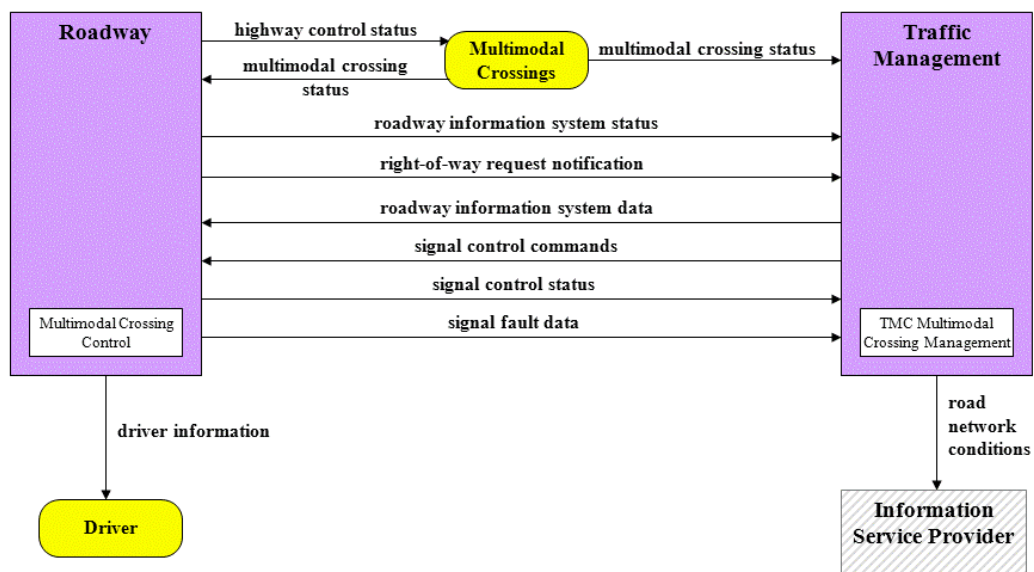 Roadway
highway control status
Multimodal
Crossings
multimodal crossing status
Traffic
Management
multimodal crossing
status
roadway information system status
right-of-way request notification
roadway information system data
signal control commands
signal control status
signal fault data
Multimodal Crossing
Control
TMC Multimodal
Crossing Management
driver information
road
network
conditions
Driver
Information
Service Provider